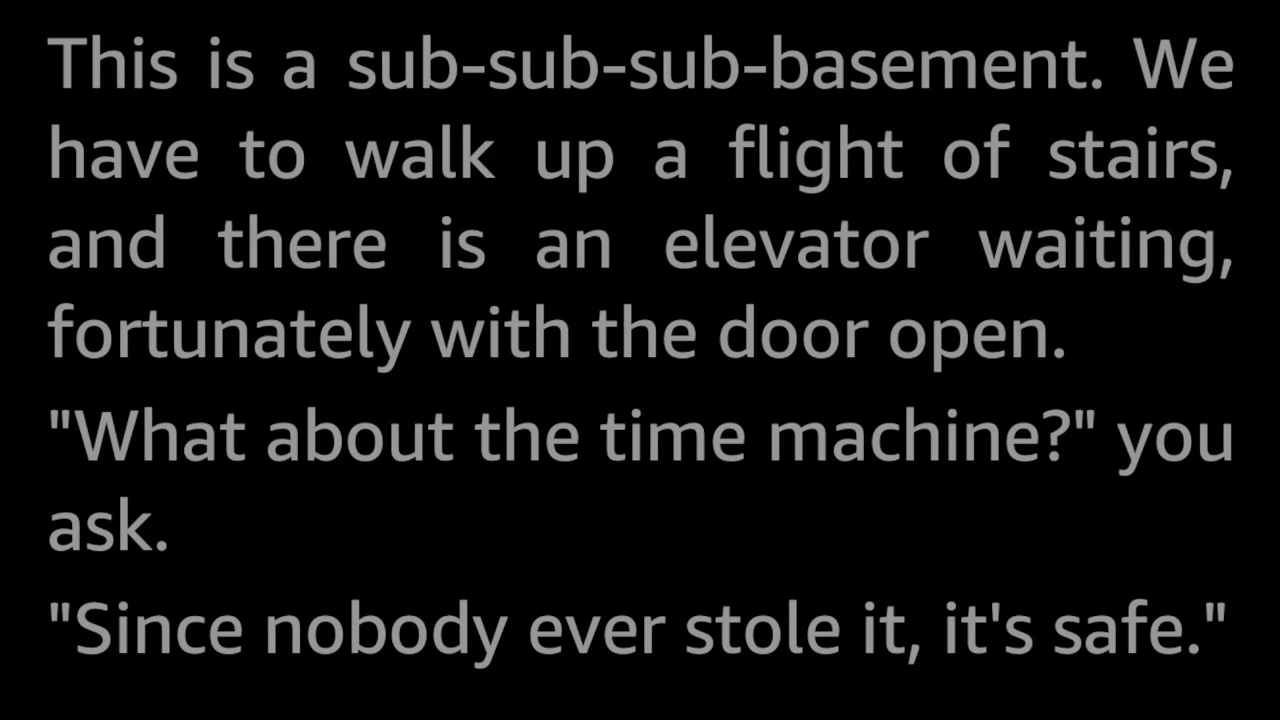 This is a sub-sub-sub-basement. We
have to walk up a flight of stairs,
and there is an elevator waiting,
fortunately with the door open.
"What about the time machine?" you
ask.
"Since nobody ever stole it, it's safe."